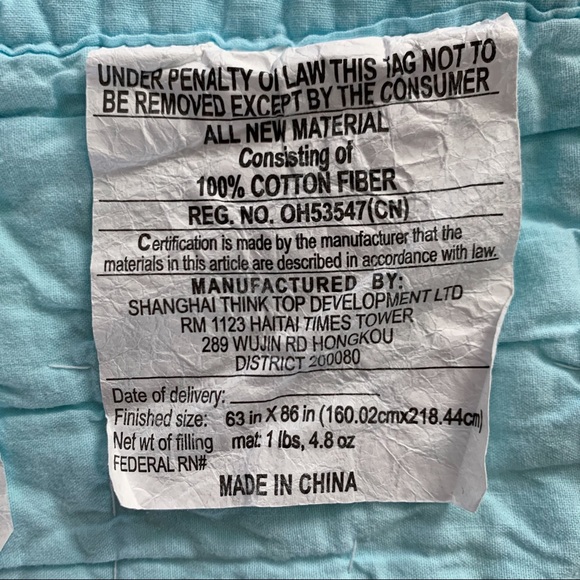 UNDER PENALTY OF LAW THIS TAG NOT TO
BE REMOVED EXCEPT BY THE CONSUMER
ALL NEW MATERIAL
Consisting of
100% COTTON FIBER
REG. NO. OH53547(CN)
Certification is made by the manufacturer that the
materials in this article are described in accordance with law.
MANUFACTURED BY:
SHANGHAI THINK TOP DEVELOPMENT LTD
RM 1123 HAITAI TIMES TOWER
289 WUJIN RD HONGKOU
DISTRICT 200080
Date of delivery:
Finished size: 63 in X 86 in (160.02cmx218.44cm)
Net wt of filling mat: 1 lbs, 4.8 oz
FEDERAL RN#
MADE IN CHINA